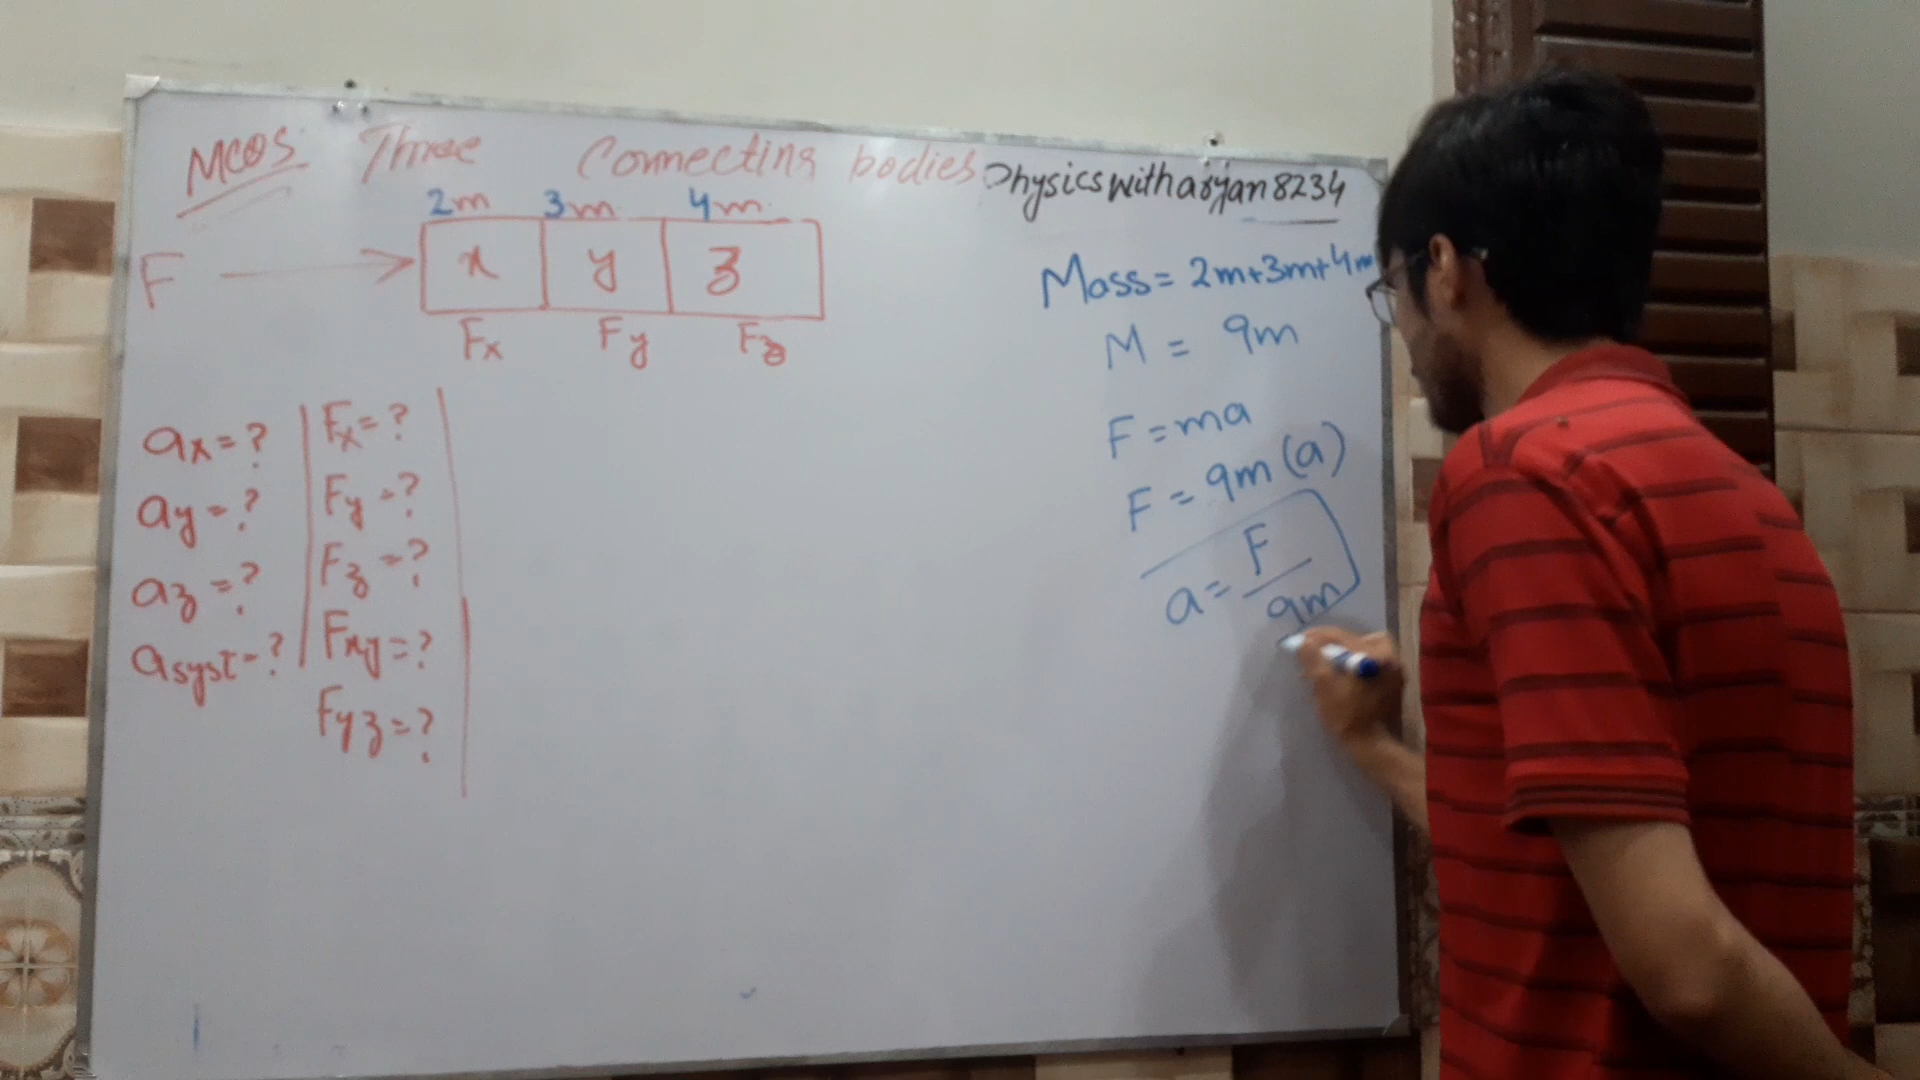 MCQS. Three Connecting bodies
Physicswitharyan8234
2m 3m 4m
F x y z
Fx Fy Fz
ax=? Fx=?
ay=? Fy=?
az=? Fz=?
asyst=? Fxy=?
Fyz=?
Mass= 2m+3m+4m
M = 9m
F=ma
F=9m(a)
a= F
9m